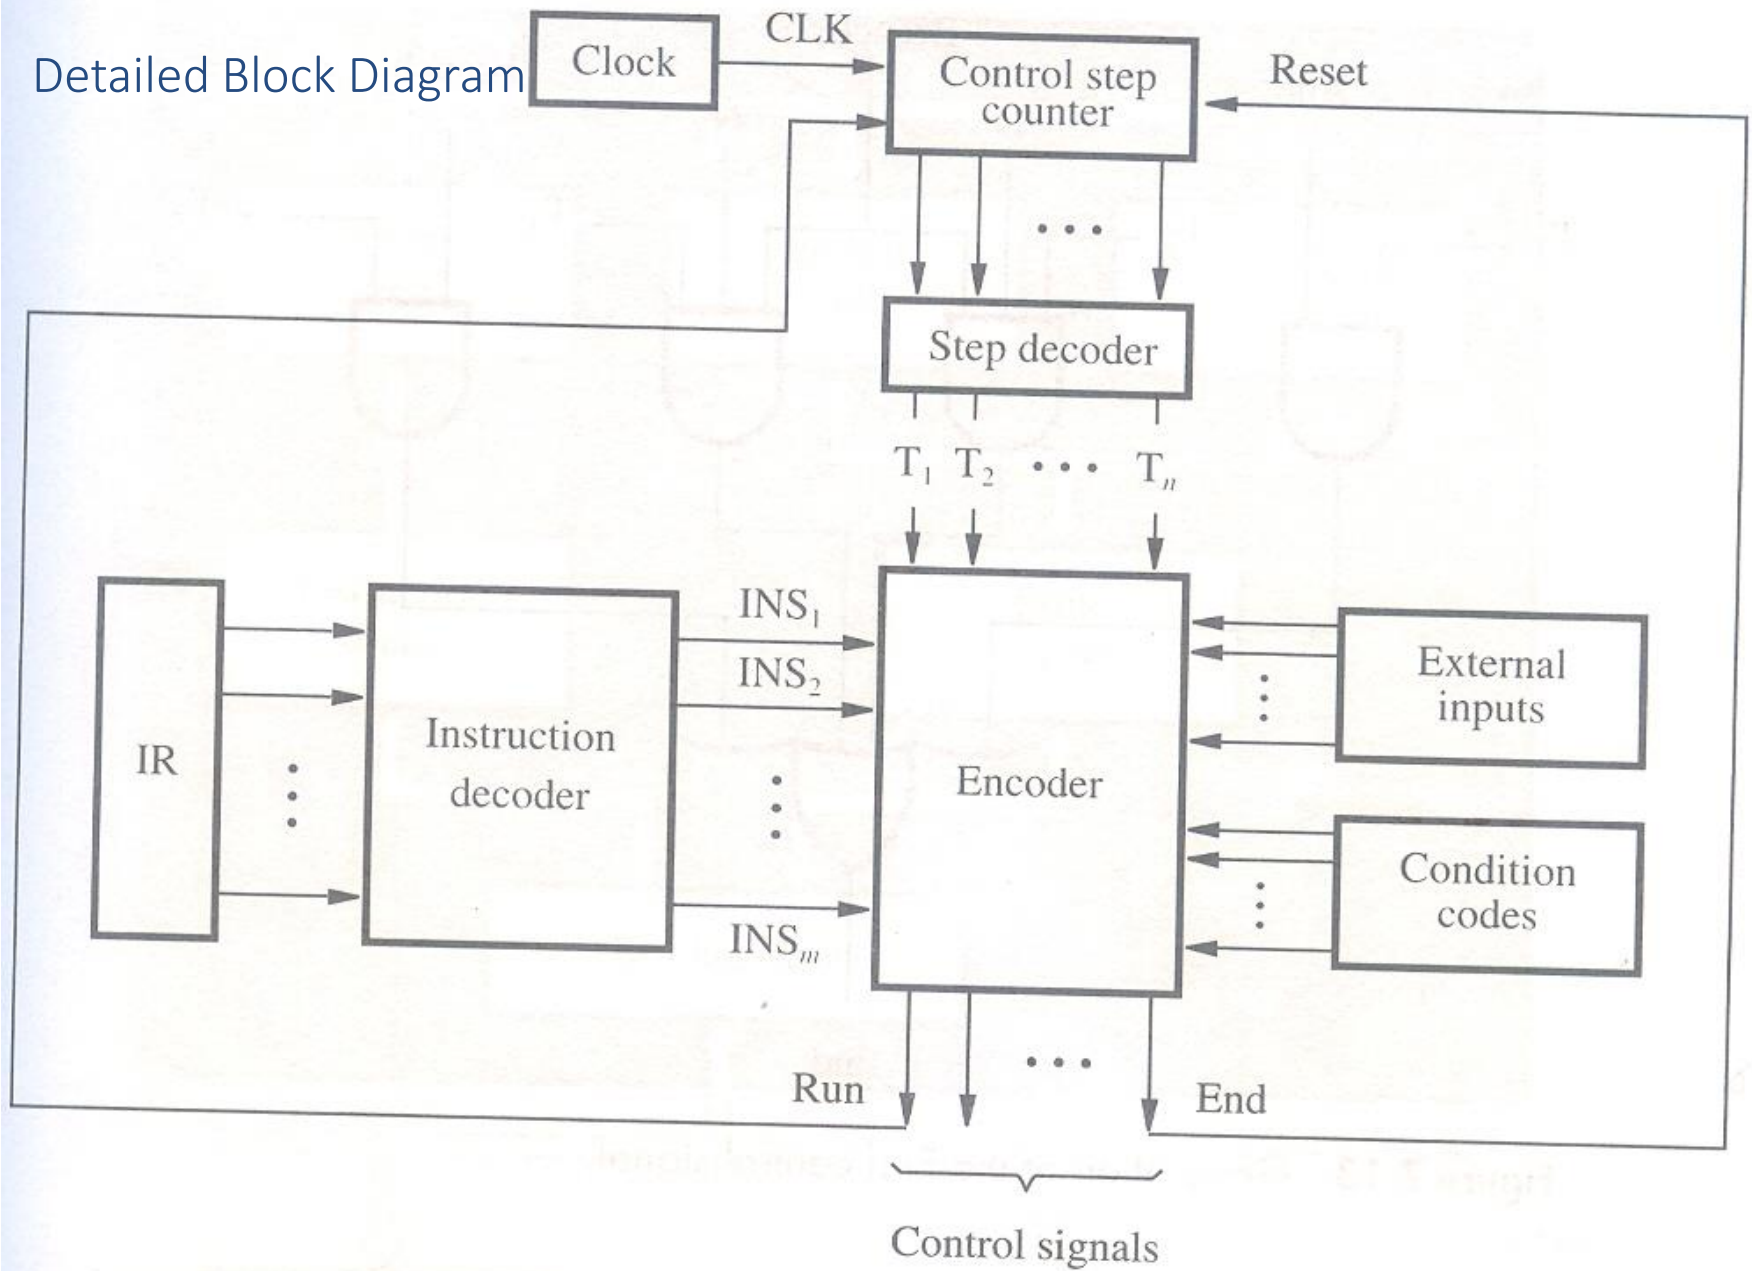 Detailed Block Diagram
Clock
CLK
Control step
counter
Reset
Step decoder
T1 T2 ... Tn
IR
Instruction
decoder
INS1
INS2
INSm
Encoder
External
inputs
Condition
codes
Run
End
Control signals